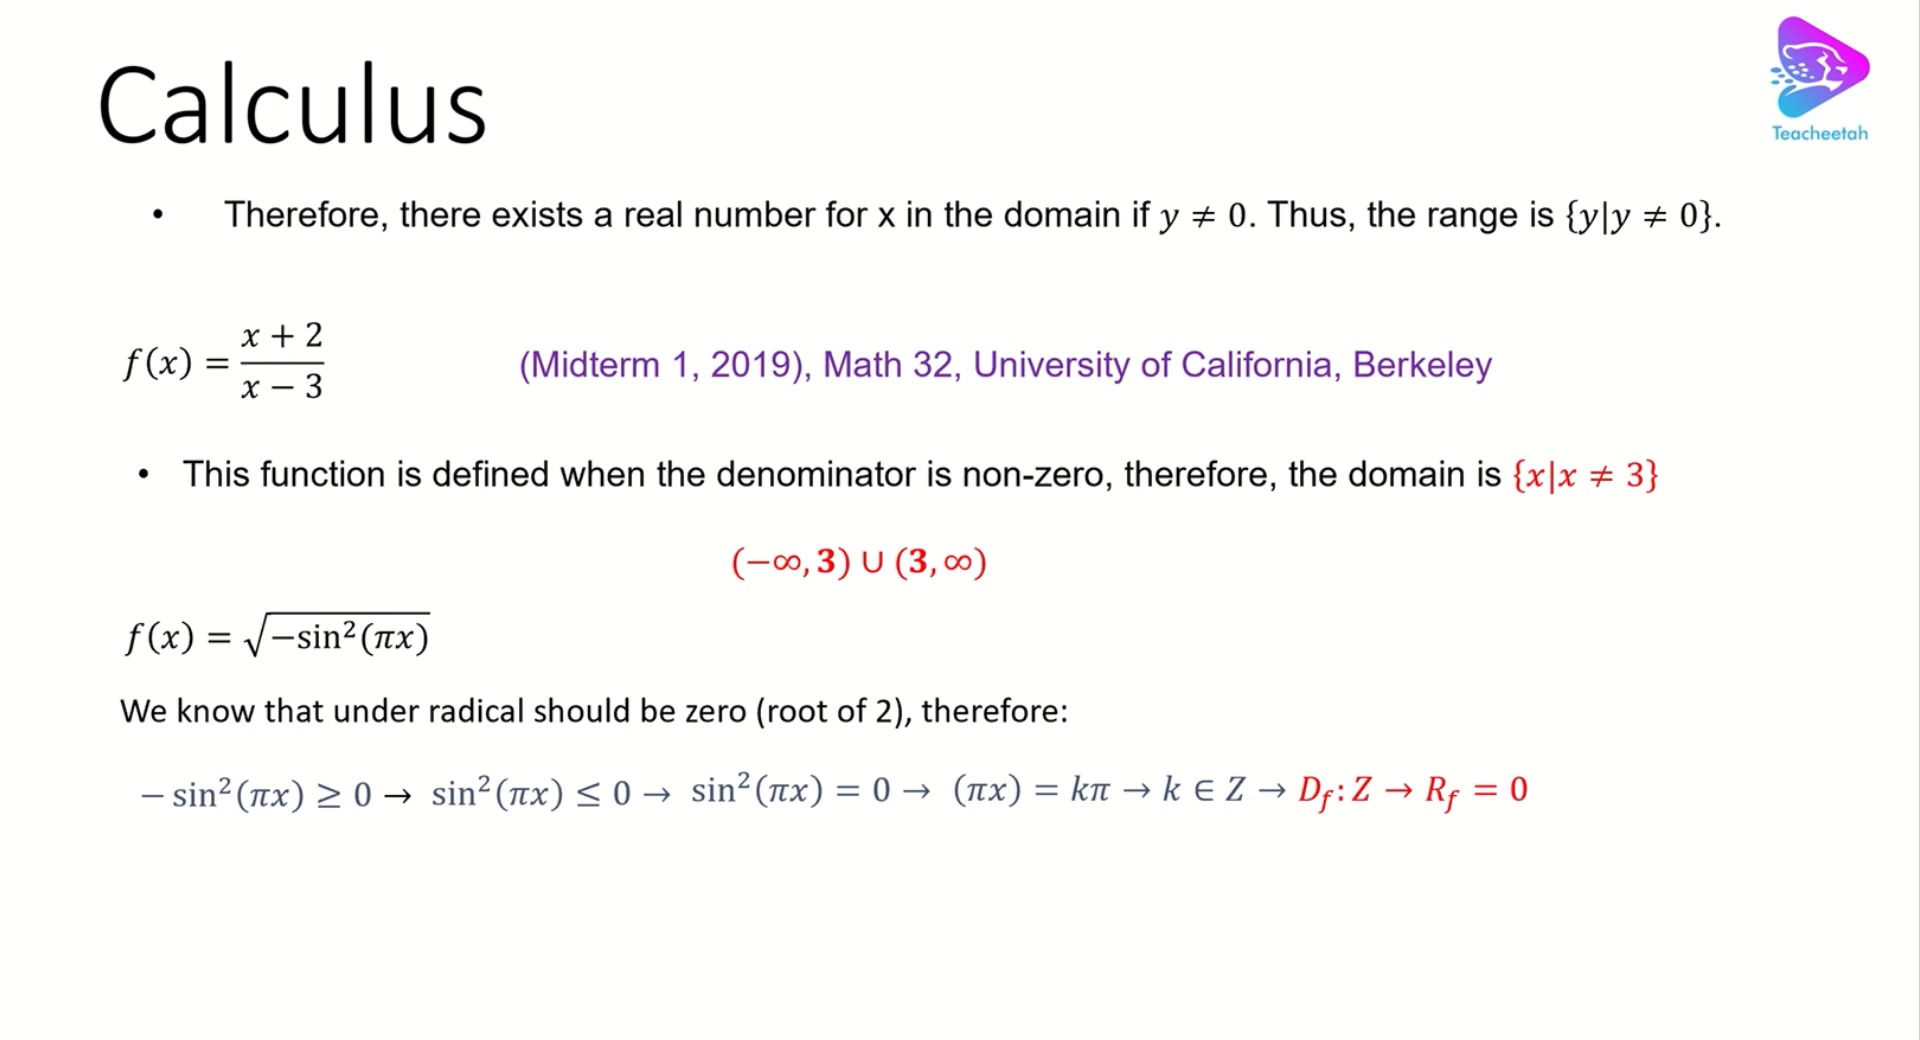 Calculus
Teacheetah
• Therefore, there exists a real number for x in the domain if y ≠ 0. Thus, the range is {y|y ≠ 0}.
f(x) = (x + 2)/(x − 3) (Midterm 1, 2019), Math 32, University of California, Berkeley
• This function is defined when the denominator is non-zero, therefore, the domain is {x|x ≠ 3}
(−∞, 3) ∪ (3, ∞)
f(x) = √(−sin²(πx))
We know that under radical should be zero (root of 2), therefore:
− sin²(πx) ≥ 0 → sin²(πx) ≤ 0 → sin²(πx) = 0 → (πx) = kπ → k ∈ Z → D_f: Z → R_f = 0